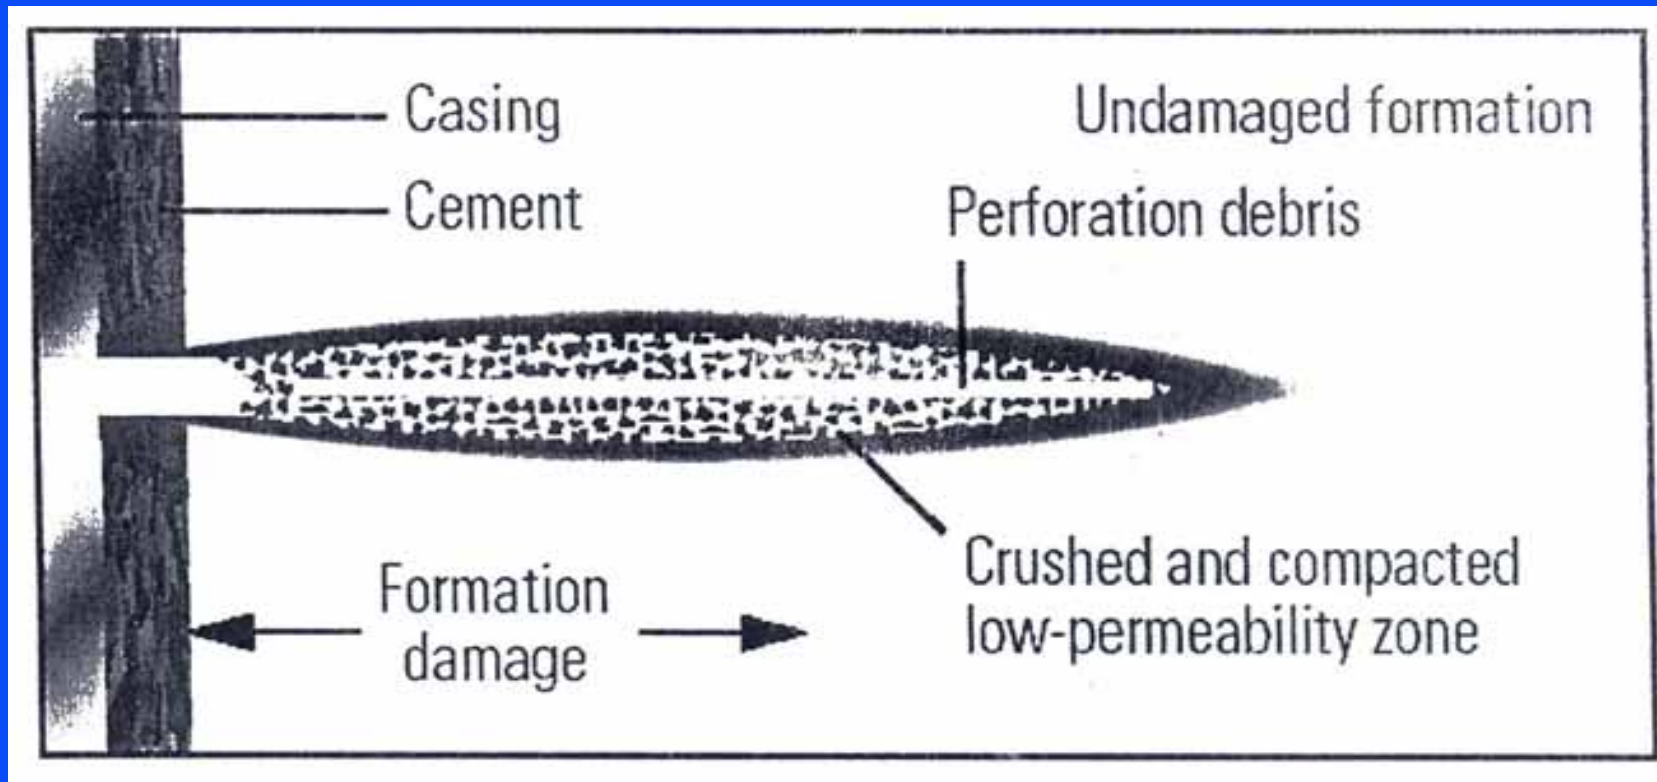 Casing
Undamaged formation
Cement
Perforation debris
Crushed and compacted
low-permeability zone
Formation
damage